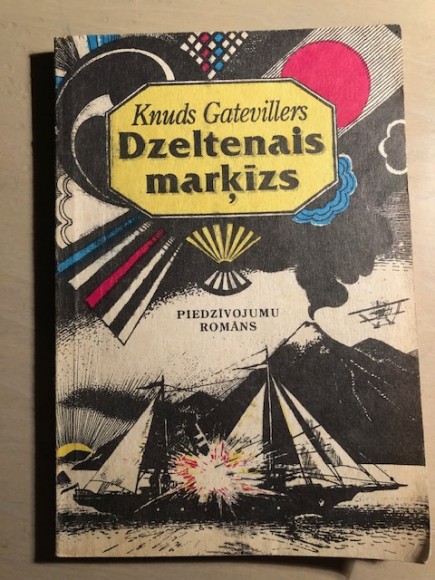 Knuds Gatevillers
Dzeltenais
marķīzs
PIEDZĪVOJUMU
ROMĀNS